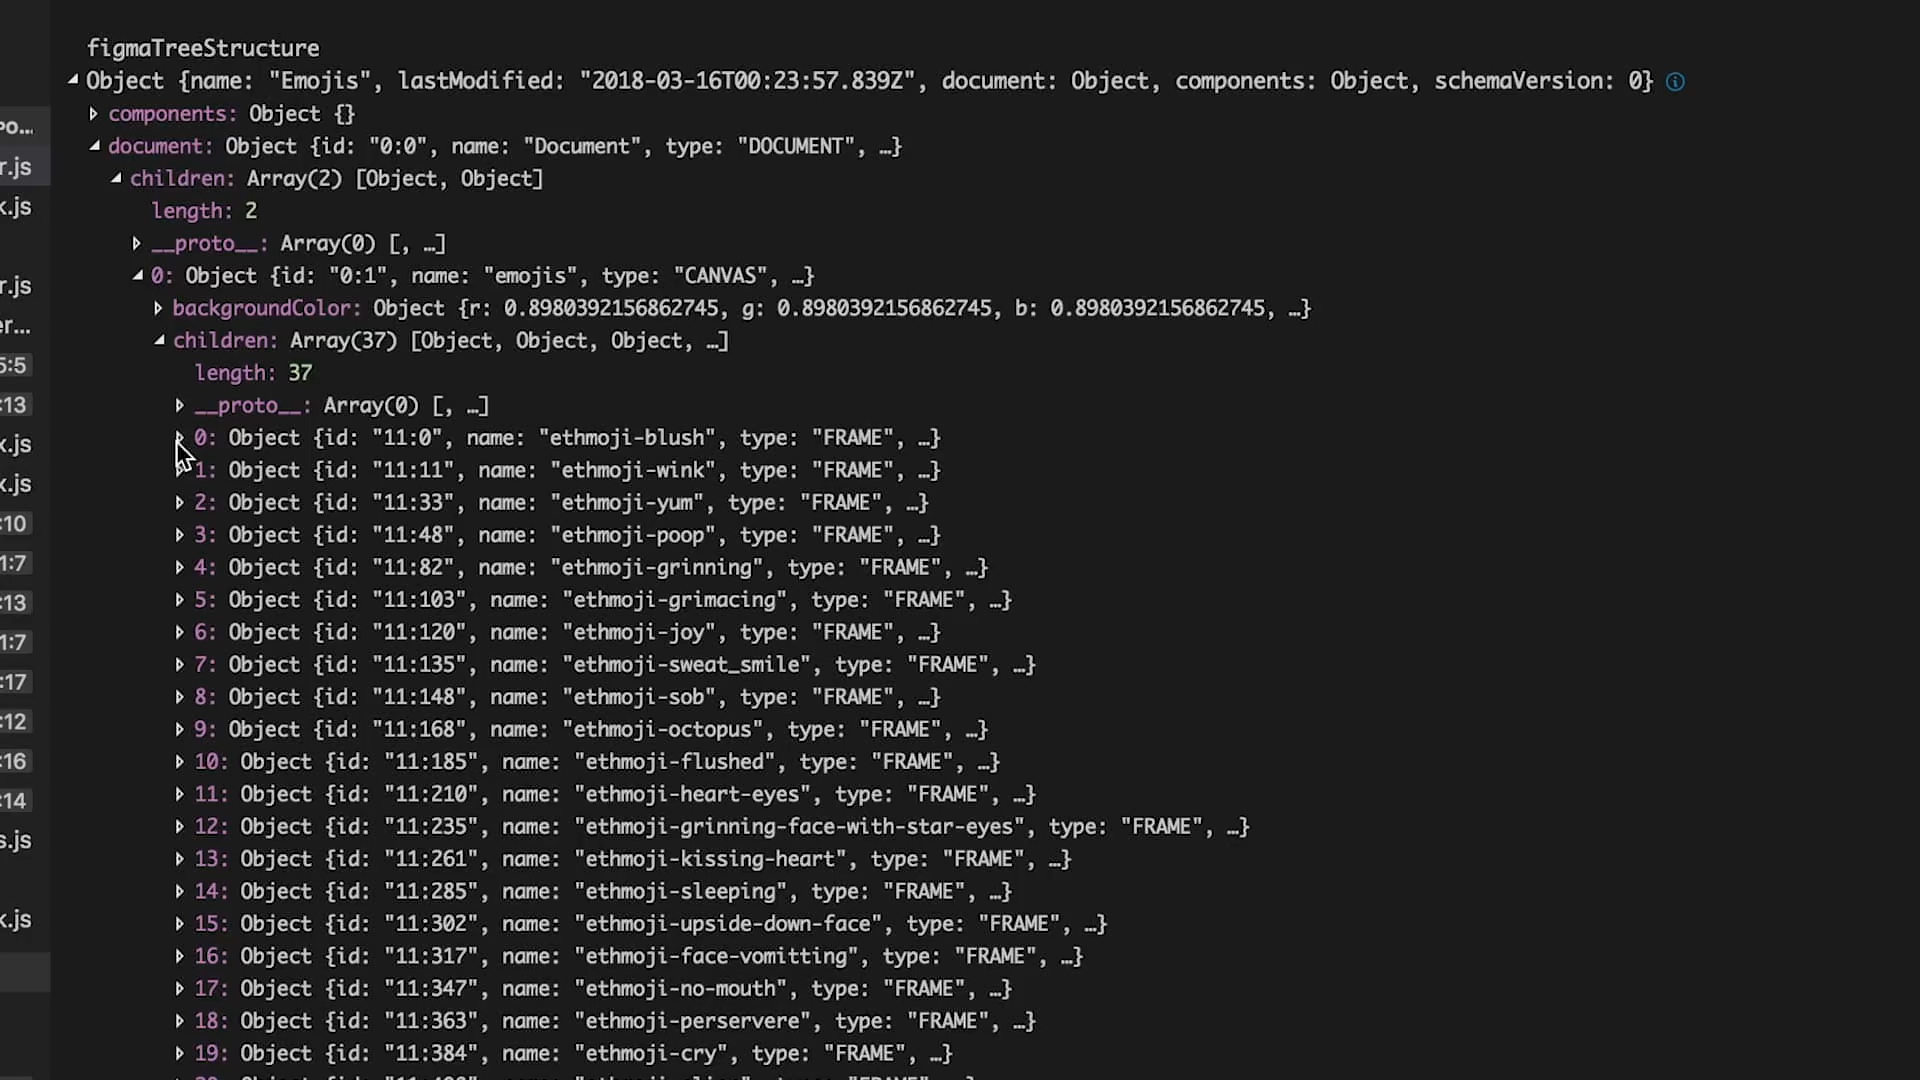 figmaTreeStructure
Object {name: "Emojis", lastModified: "2018-03-16T00:23:57.839Z", document: Object, components: Object, schemaVersion: 0}
components: Object {}
document: Object {id: "0:0", name: "Document", type: "DOCUMENT", …}
children: Array(2) [Object, Object]
length: 2
__proto__: Array(0) [, …]
0: Object {id: "0:1", name: "emojis", type: "CANVAS", …}
backgroundColor: Object {r: 0.8980392156862745, g: 0.8980392156862745, b: 0.8980392156862745, …}
children: Array(37) [Object, Object, Object, …]
length: 37
__proto__: Array(0) [, …]
0: Object {id: "11:0", name: "ethmoji-blush", type: "FRAME", …}
1: Object {id: "11:11", name: "ethmoji-wink", type: "FRAME", …}
2: Object {id: "11:33", name: "ethmoji-yum", type: "FRAME", …}
3: Object {id: "11:48", name: "ethmoji-poop", type: "FRAME", …}
4: Object {id: "11:82", name: "ethmoji-grinning", type: "FRAME", …}
5: Object {id: "11:103", name: "ethmoji-grimacing", type: "FRAME", …}
6: Object {id: "11:120", name: "ethmoji-joy", type: "FRAME", …}
7: Object {id: "11:135", name: "ethmoji-sweat_smile", type: "FRAME", …}
8: Object {id: "11:148", name: "ethmoji-sob", type: "FRAME", …}
9: Object {id: "11:168", name: "ethmoji-octopus", type: "FRAME", …}
10: Object {id: "11:185", name: "ethmoji-flushed", type: "FRAME", …}
11: Object {id: "11:210", name: "ethmoji-heart-eyes", type: "FRAME", …}
12: Object {id: "11:235", name: "ethmoji-grinning-face-with-star-eyes", type: "FRAME", …}
13: Object {id: "11:261", name: "ethmoji-kissing-heart", type: "FRAME", …}
14: Object {id: "11:285", name: "ethmoji-sleeping", type: "FRAME", …}
15: Object {id: "11:302", name: "ethmoji-upside-down-face", type: "FRAME", …}
16: Object {id: "11:317", name: "ethmoji-face-vomitting", type: "FRAME", …}
17: Object {id: "11:347", name: "ethmoji-no-mouth", type: "FRAME", …}
18: Object {id: "11:363", name: "ethmoji-perservere", type: "FRAME", …}
19: Object {id: "11:384", name: "ethmoji-cry", type: "FRAME", …}